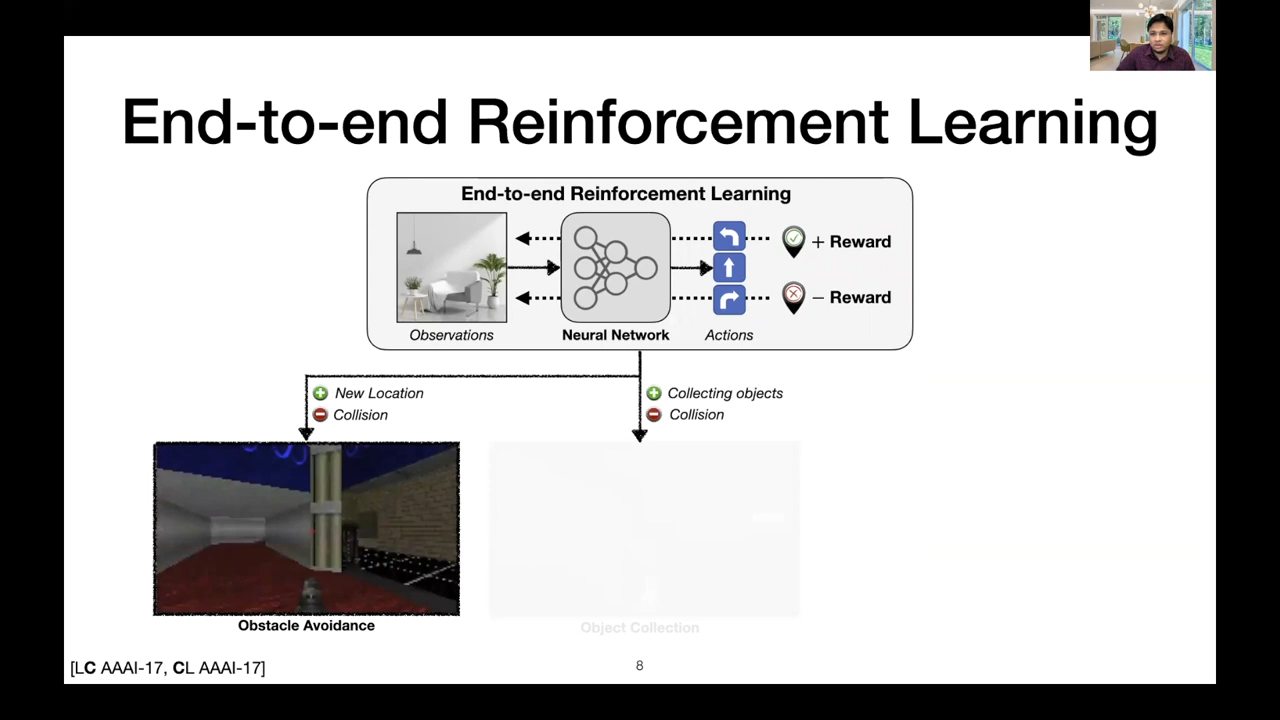 End-to-end Reinforcement Learning
End-to-end Reinforcement Learning
+ Reward
− Reward
Observations
Neural Network
Actions
New Location
Collision
Collecting objects
Collision
Obstacle Avoidance
Object Collection
[LC AAAI-17, CL AAAI-17]
8